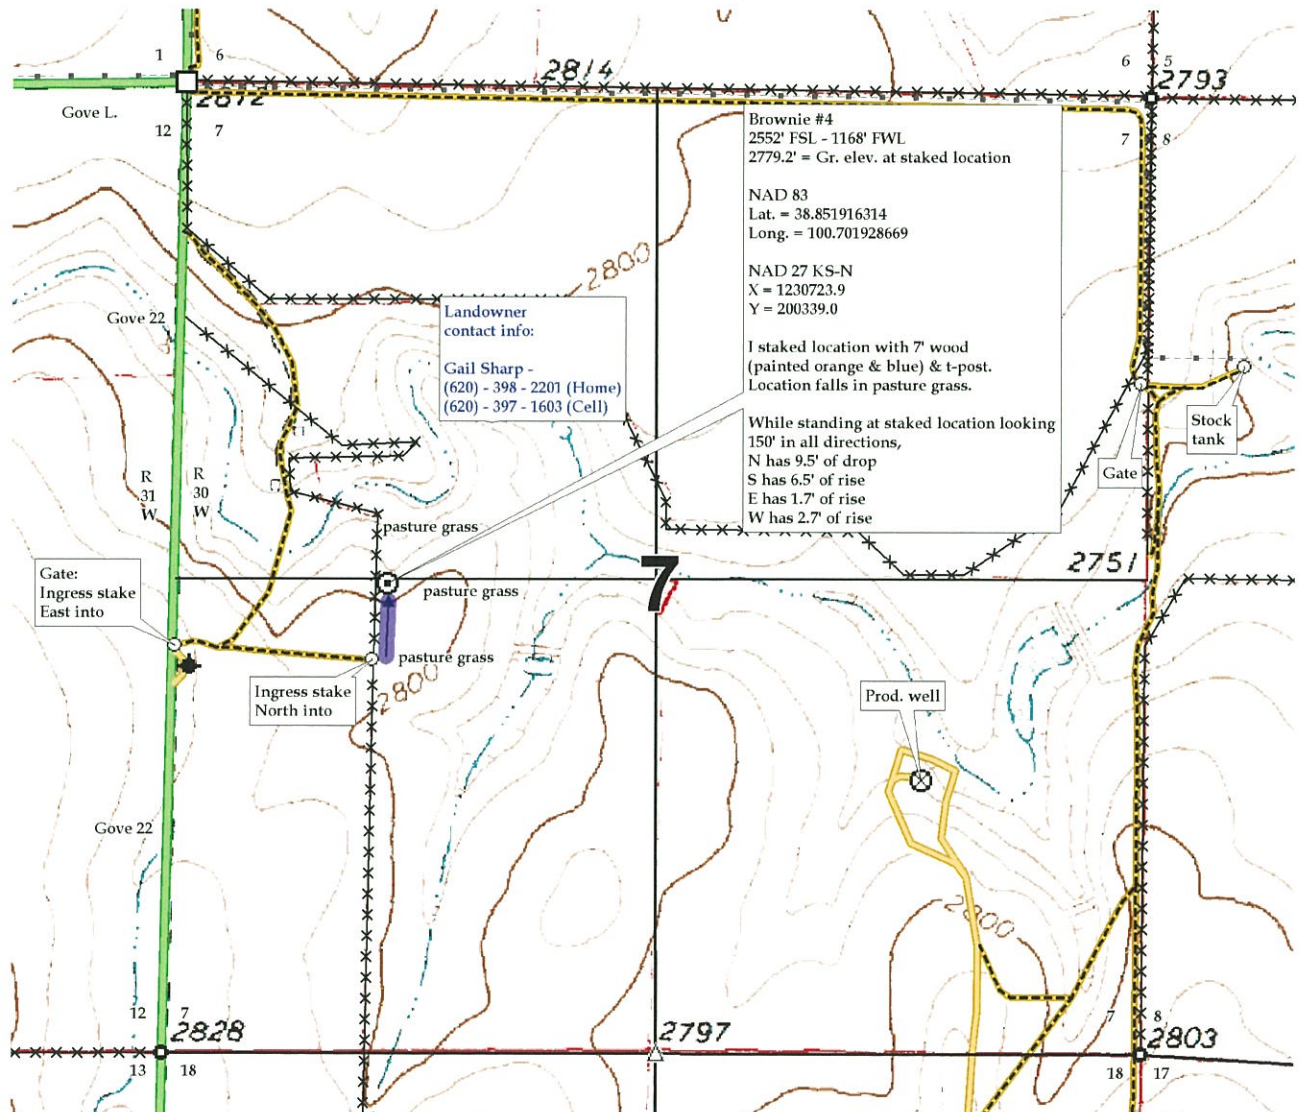 1
6
2814
6
5
2793
2872
Gove L.
12
7
7
8
Brownie #4
2552' FSL - 1168' FWL
2779.2' = Gr. elev. at staked location
NAD 83
Lat. = 38.851916314
Long. = 100.701928669
NAD 27 KS-N
X = 1230723.9
Y = 200339.0
I staked location with 7' wood
(painted orange & blue) & t-post.
Location falls in pasture grass.
While standing at staked location looking
150' in all directions,
N has 9.5' of drop
S has 6.5' of rise
E has 1.7' of rise
W has 2.7' of rise
2800
Landowner
contact info:
Gail Sharp -
(620) - 398 - 2201 (Home)
(620) - 397 - 1603 (Cell)
Gove 22
Stock
tank
Gate
R
31
W
R
30
W
pasture grass
2751
7
Gate:
Ingress stake
East into
pasture grass
pasture grass
2800
Ingress stake
North into
Prod. well
Gove 22
2800
12
7
2828
2797
7
8
2803
13
18
18
17